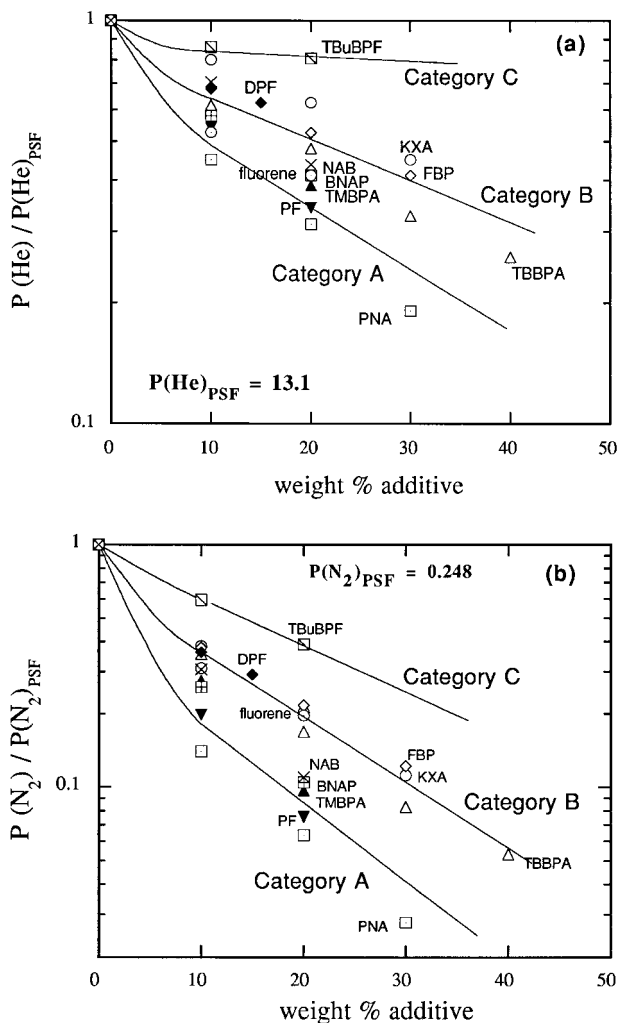 1
(a)
TBuBPF
Category C
DPF
KXA
FBP
NAB
fluorene
BNAP
TMBPA
Category B
PF
Category A
TBBPA
PNA
P(He)PSF = 13.1
0.1
P (He) / P(He)PSF
0 10 20 30 40 50
weight % additive
1
P(N2)PSF = 0.248
(b)
TBuBPF
DPF
Category C
fluorene
FBP
NAB
KXA
0.1
BNAP
TMBPA
Category B
PF
TBBPA
Category A
PNA
P (N2) / P(N2)PSF
0 10 20 30 40 50
weight % additive